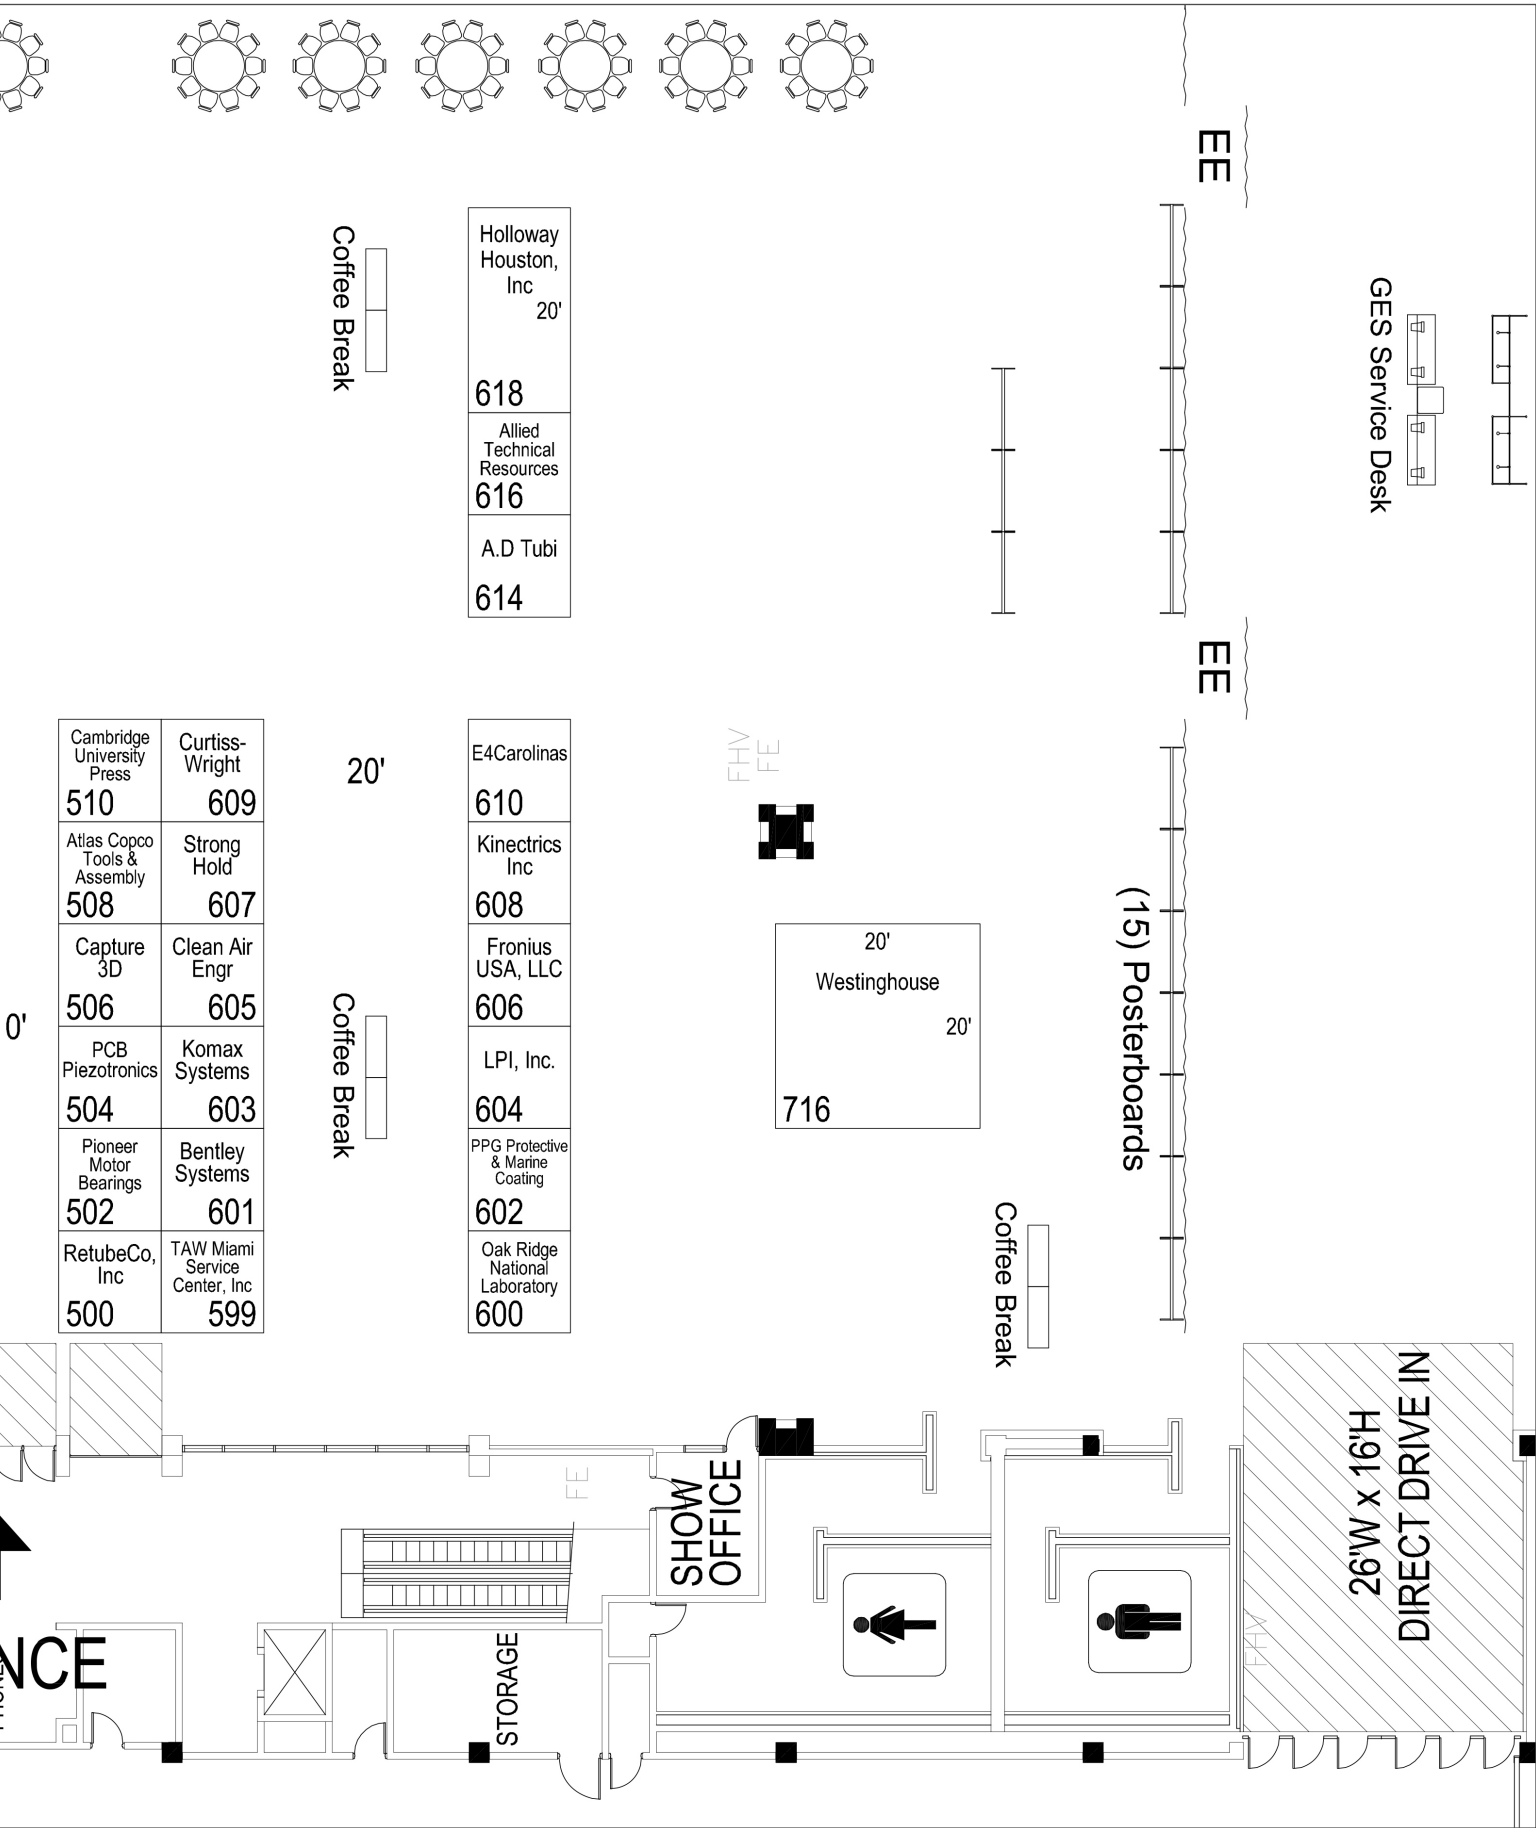 EE
Coffee Break
Holloway
Houston,
Inc
20'
618
GES Service Desk
Allied
Technical
Resources
616
A.D Tubi
614
EE
Cambridge
University
Press
510
Curtiss-
Wright
609
20'
E4Carolinas
610
FHV
FE
Atlas Copco
Tools &
Assembly
508
Strong
Hold
607
Kinectrics
Inc
608
(15) Posterboards
Capture
3D
506
Clean Air
Engr
605
Fronius
USA, LLC
606
20'
Westinghouse
20'
716
0'
Coffee Break
PCB
Piezotronics
504
Komax
Systems
603
LPI, Inc.
604
Pioneer
Motor
Bearings
502
Bentley
Systems
601
PPG Protective
& Marine
Coating
602
Coffee Break
RetubeCo,
Inc
500
TAW Miami
Service
Center, Inc
599
Oak Ridge
National
Laboratory
600
FE
SHOW
OFFICE
26'W x 16'H
DIRECT DRIVE IN
FHV
NCE
STORAGE